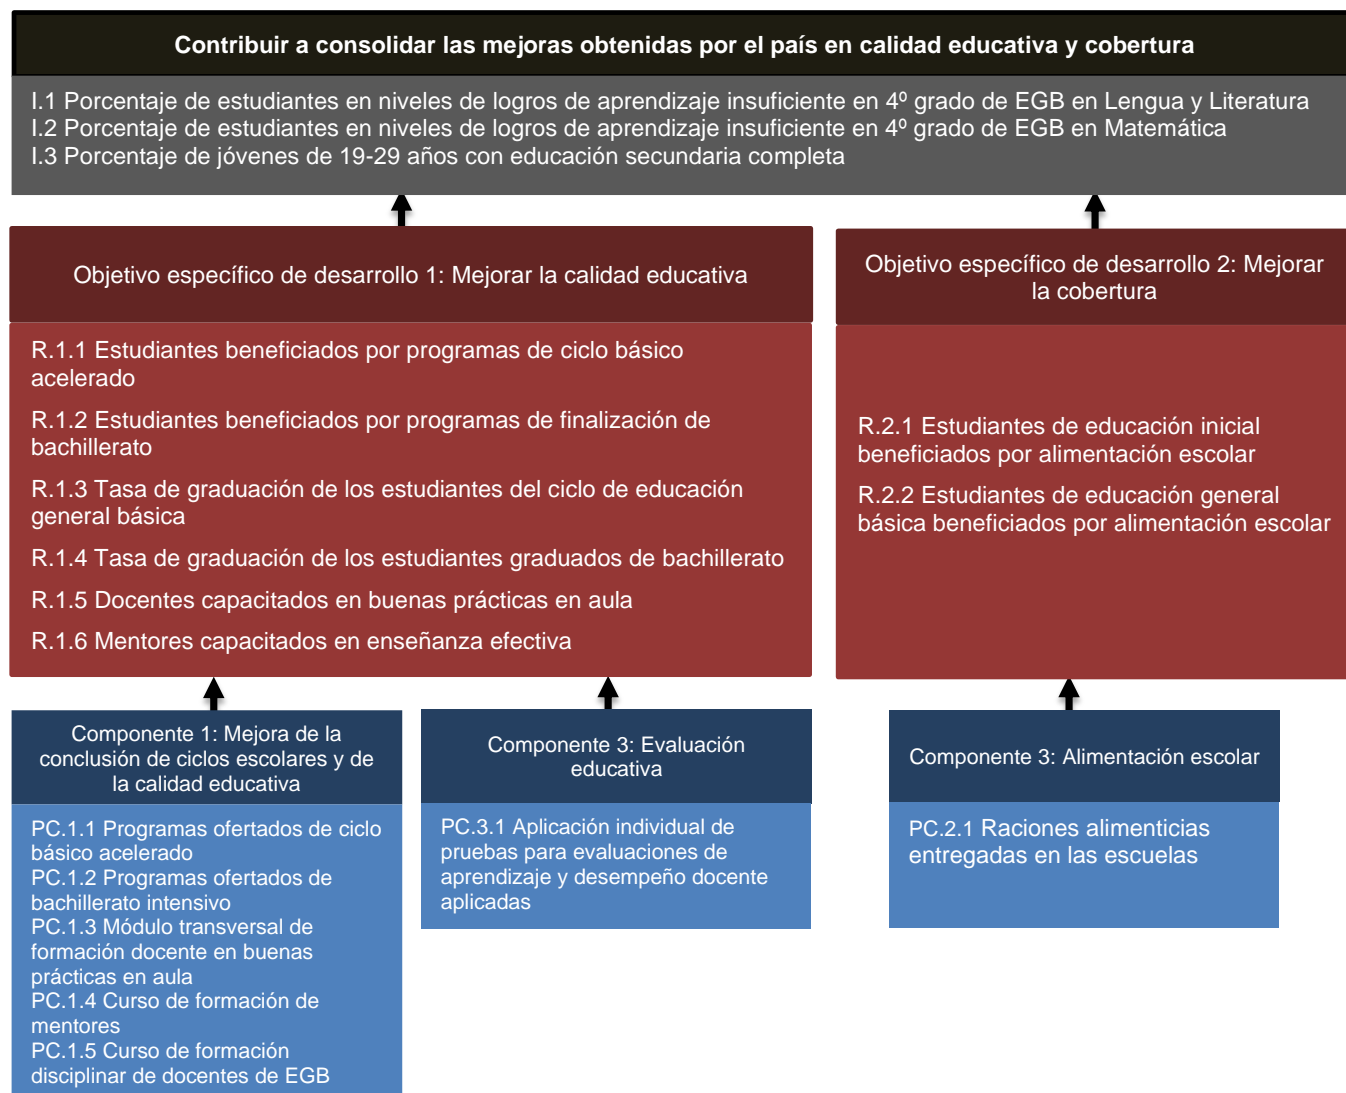 Contribuir a consolidar las mejoras obtenidas por el país en calidad educativa y cobertura
I.1 Porcentaje de estudiantes en niveles de logros de aprendizaje insuficiente en 4º grado de EGB en Lengua y Literatura
I.2 Porcentaje de estudiantes en niveles de logros de aprendizaje insuficiente en 4º grado de EGB en Matemática
I.3 Porcentaje de jóvenes de 19-29 años con educación secundaria completa
Objetivo específico de desarrollo 1: Mejorar la calidad educativa
R.1.1 Estudiantes beneficiados por programas de ciclo básico
acelerado
R.1.2 Estudiantes beneficiados por programas de finalización de
bachillerato
R.1.3 Tasa de graduación de los estudiantes del ciclo de educación
general básica
R.1.4 Tasa de graduación de los estudiantes graduados de bachillerato
R.1.5 Docentes capacitados en buenas prácticas en aula
R.1.6 Mentores capacitados en enseñanza efectiva
Objetivo específico de desarrollo 2: Mejorar
la cobertura
R.2.1 Estudiantes de educación inicial
beneficiados por alimentación escolar
R.2.2 Estudiantes de educación general
básica beneficiados por alimentación escolar
Componente 1: Mejora de la
conclusión de ciclos escolares y de
la calidad educativa
PC.1.1 Programas ofertados de ciclo
básico acelerado
PC.1.2 Programas ofertados de
bachillerato intensivo
PC.1.3 Módulo transversal de
formación docente en buenas
prácticas en aula
PC.1.4 Curso de formación de
mentores
PC.1.5 Curso de formación
disciplinar de docentes de EGB
Componente 3: Evaluación
educativa
PC.3.1 Aplicación individual de
pruebas para evaluaciones de
aprendizaje y desempeño docente
aplicadas
Componente 3: Alimentación escolar
PC.2.1 Raciones alimenticias
entregadas en las escuelas